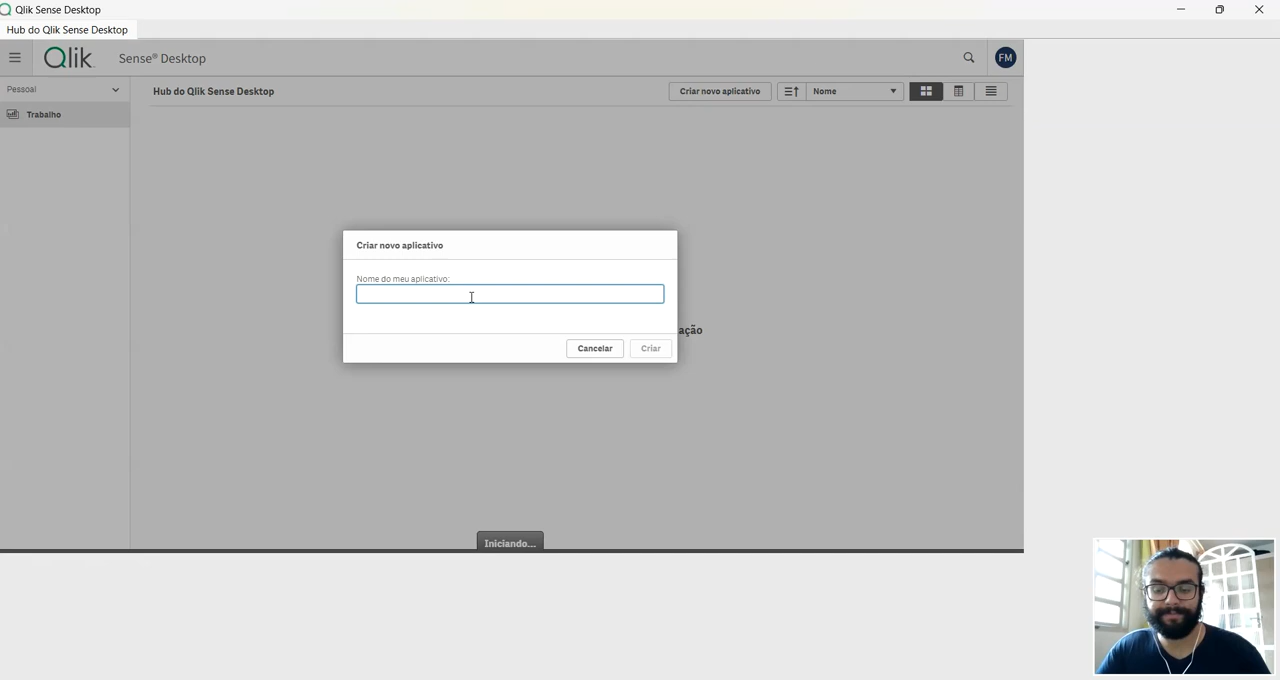 Qlik Sense Desktop
Hub do Qlik Sense Desktop
Qlik Sense® Desktop
FM
Pessoal
Hub do Qlik Sense Desktop
Criar novo aplicativo
Nome
Trabalho
Criar novo aplicativo
Nome do meu aplicativo:
ação
Cancelar
Criar
Iniciando...